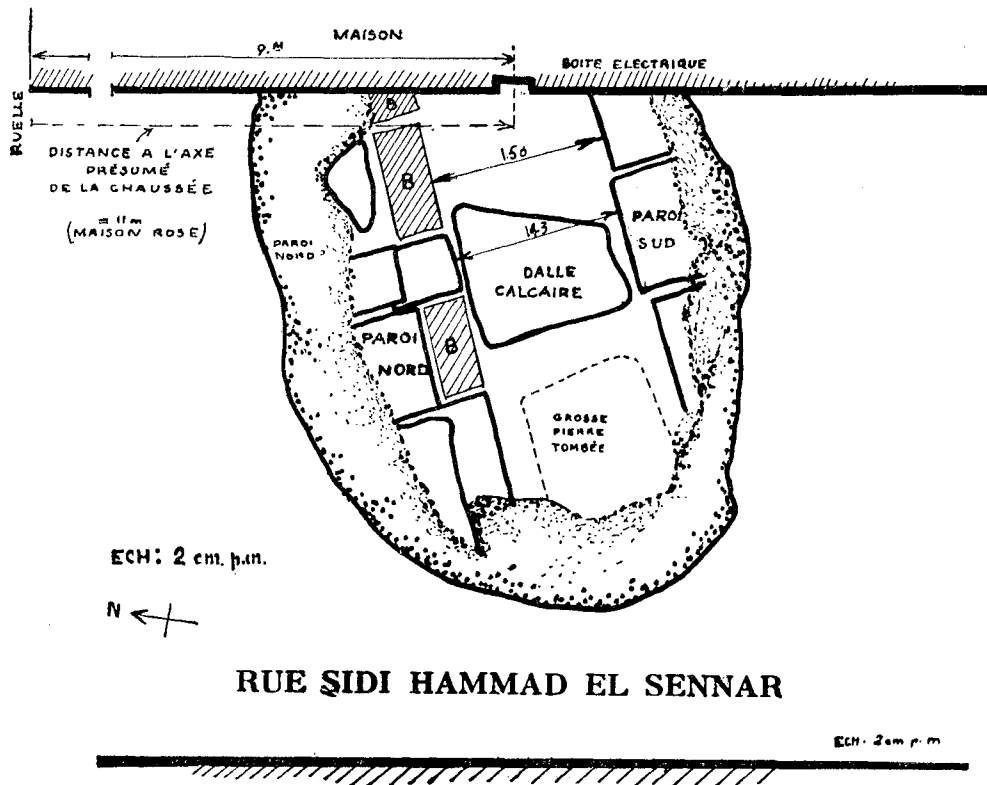 MAISON
9.M
BOITE ELECTRIQUE
RUELLE
B
DISTANCE A L'AXE
PRÉSUMÉ
DE LA CHAUSSÉE
= 11 m
(MAISON ROSE)
1.50
B
PAROI
SUD
1.43
PAROI
NORD
DALLE
CALCAIRE
PAROI
NORD
B
GROSSE
PIERRE
TOMBÉE
ECH: 2 cm. p.m.
N
RUE SIDI HAMMAD EL SENNAR
ECH. 2 cm p. m